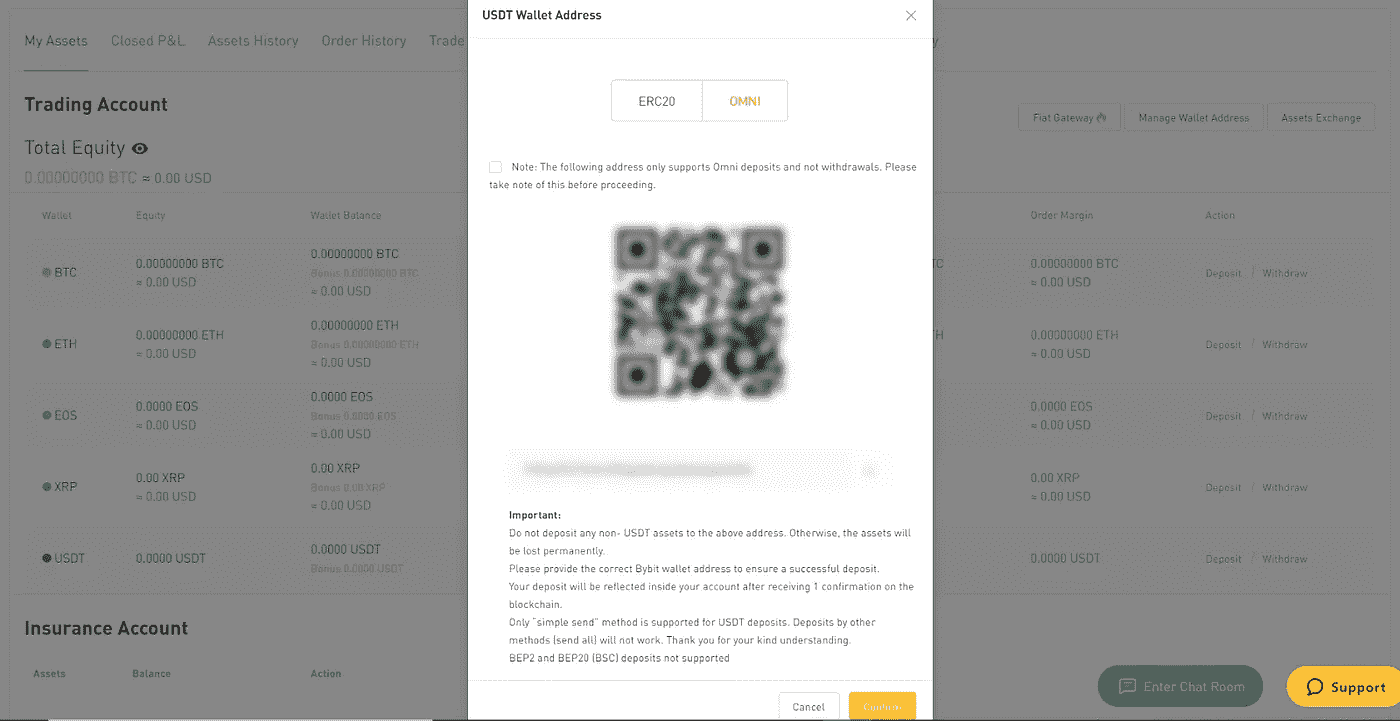 USDT Wallet Address
My Assets Closed P&L Assets History Order History Trade
ERC20 OMNI
Trading Account
Fiat Gateway Manage Wallet Address Assets Exchange
Total Equity
0.00000000 BTC ≈ 0.00 USD
Note: The following address only supports Omni deposits and not withdrawals. Please
take note of this before proceeding.
Wallet Equity Wallet Balance Order Margin Action
BTC 0.00000000 BTC ≈ 0.00 USD
0.00000000 BTC
Bonus 0.00000000 BTC
≈ 0.00 USD
TC 0.00000000 BTC
≈ 0.00 USD
Deposit / Withdraw
ETH 0.00000000 ETH ≈ 0.00 USD
0.00000000 ETH
Bonus 0.00000000 ETH
≈ 0.00 USD
TH 0.00000000 ETH
≈ 0.00 USD
Deposit / Withdraw
EOS 0.0000 EOS ≈ 0.00 USD
0.0000 EOS
Bonus 0.0000 EOS
≈ 0.00 USD
0.0000 EOS
≈ 0.00 USD
Deposit / Withdraw
XRP 0.00 XRP ≈ 0.00 USD
0.00 XRP
Bonus 0.00 XRP
≈ 0.00 USD
0.00 XRP
≈ 0.00 USD
Deposit / Withdraw
USDT 0.0000 USDT
0.0000 USDT
Bonus 0.0000 USDT
0.0000 USDT
Deposit / Withdraw
Important:
Do not deposit any non- USDT assets to the above address. Otherwise, the assets will
be lost permanently.
Please provide the correct Bybit wallet address to ensure a successful deposit.
Your deposit will be reflected inside your account after receiving 1 confirmation on the
blockchain.
Only "simple send" method is supported for USDT deposits. Deposits by other
methods (send all) will not work. Thank you for your kind understanding.
BEP2 and BEP20 (BSC) deposits not supported
Insurance Account
Assets Balance Action
Cancel Confirm
Enter Chat Room
Support